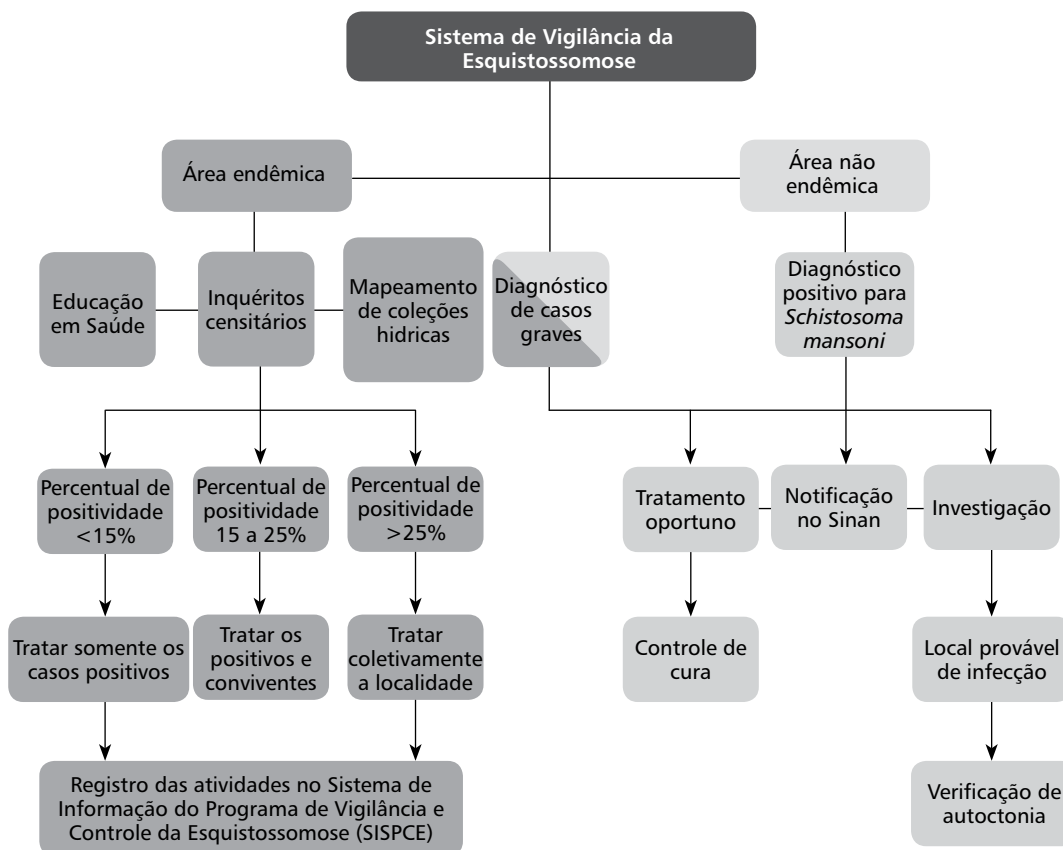 Sistema de Vigilância da
Esquistossomose
Área endêmica
Área não
endêmica
Educação
em Saúde
Inquéritos
censitários
Mapeamento
de coleções
hidricas
Diagnóstico
de casos
graves
Diagnóstico
positivo para
Schistosoma
mansoni
Percentual de
positividade
<15%
Percentual de
positividade
15 a 25%
Percentual de
positividade
>25%
Tratamento
oportuno
Notificação
no Sinan
Investigação
Tratar somente os
casos positivos
Tratar os
positivos e
conviventes
Tratar
coletivamente
a localidade
Controle de
cura
Local provável
de infecção
Registro das atividades no Sistema de
Informação do Programa de Vigilância e
Controle da Esquistossomose (SISPCE)
Verificação de
autoctonia